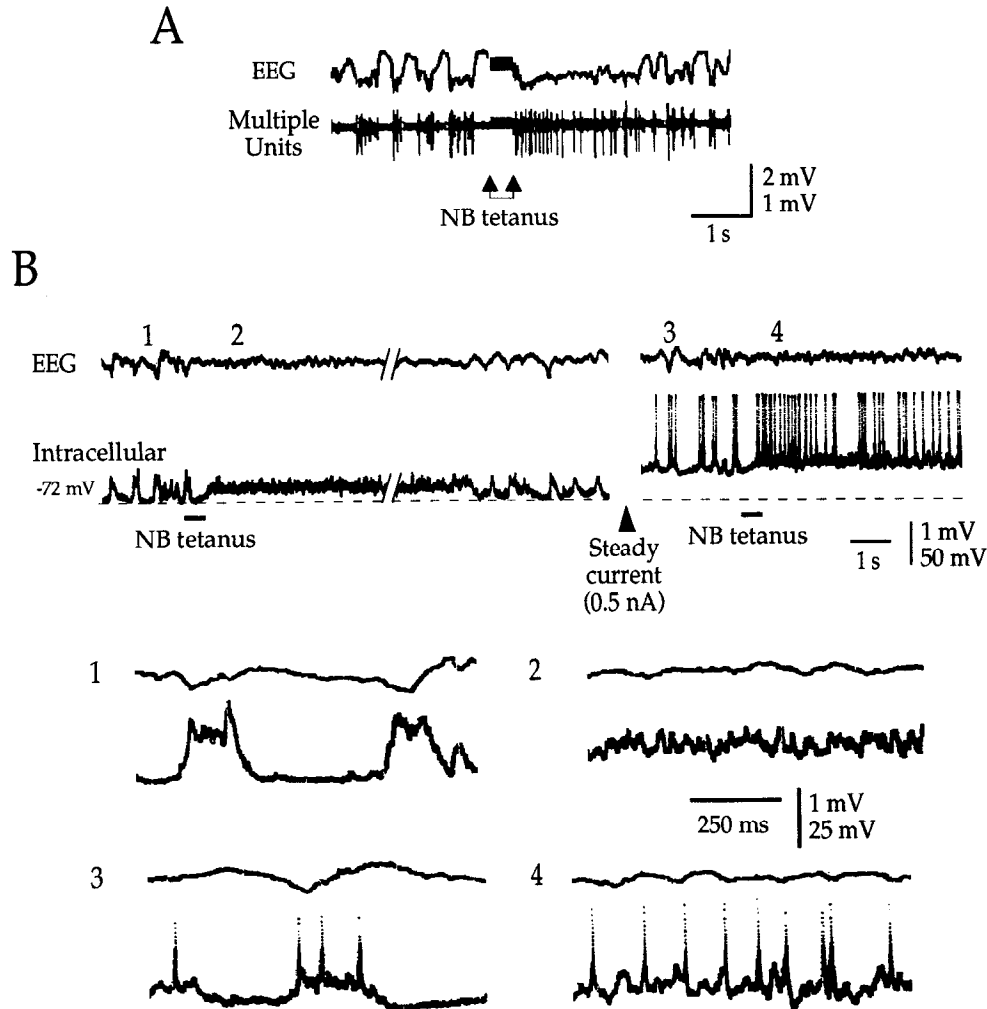 A
EEG
Multiple
Units
NB tetanus
2 mV
1 mV
1 s
B
1
2
3
4
EEG
Intracellular
-72 mV
NB tetanus
Steady
current
(0.5 nA)
NB tetanus
1 s
1 mV
50 mV
1
2
250 ms
1 mV
25 mV
3
4